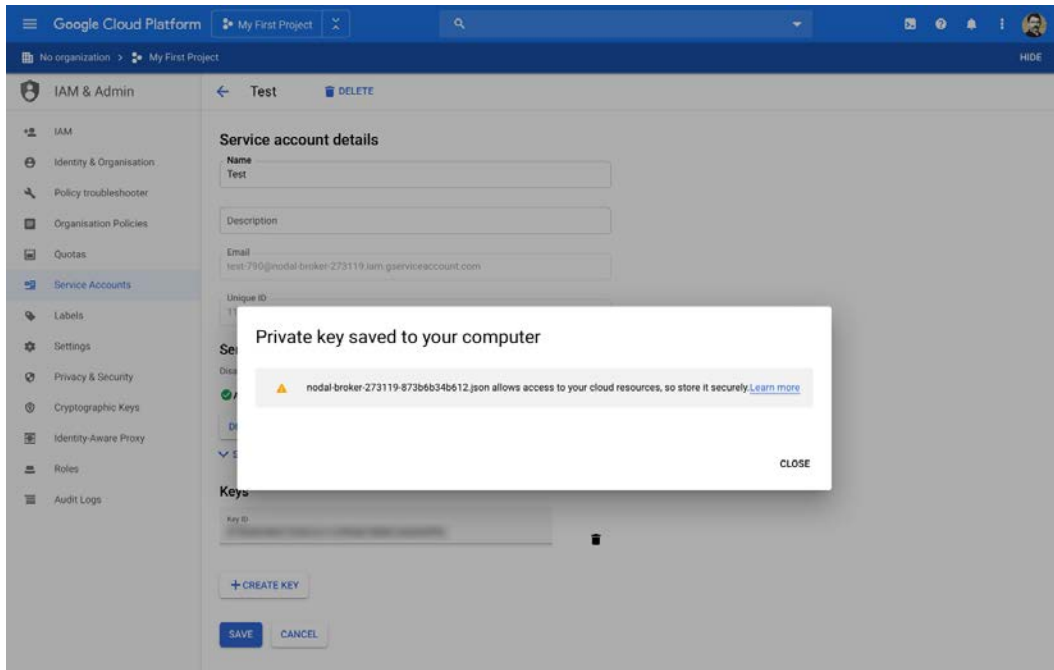 Google Cloud Platform
My First Project
No organization > My First Project
HIDE
IAM & Admin
Test
DELETE
IAM
Identity & Organisation
Policy troubleshooter
Organisation Policies
Quotas
Service Accounts
Labels
Settings
Privacy & Security
Cryptographic Keys
Identity-Aware Proxy
Roles
Audit Logs
Service account details
Name
Test
Description
Email
test-790@nodal-broker-273119.iam.gserviceaccount.com
Unique ID
11
Se
Disa
Private key saved to your computer
nodal-broker-273119-873b6b34b612.json allows access to your cloud resources, so store it securely.Learn more
CLOSE
Keys
Key ID
+CREATE KEY
SAVE
CANCEL